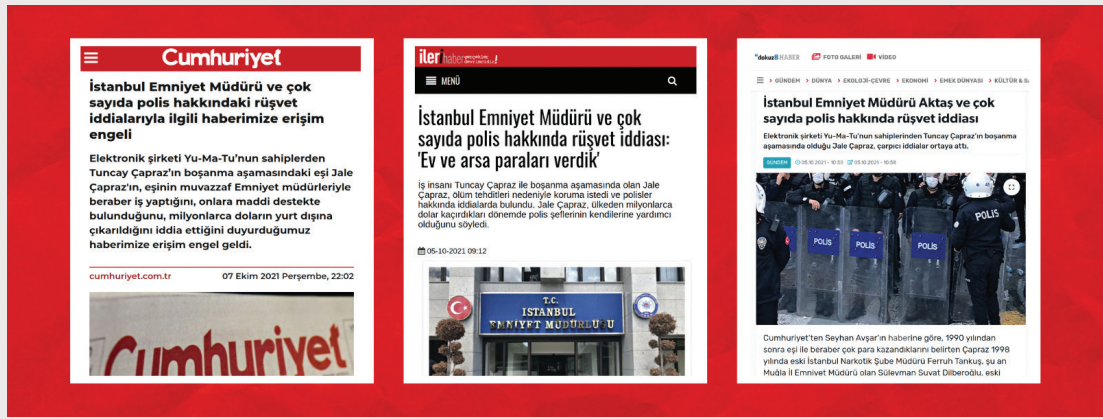 Cumhuriyet
İstanbul Emniyet Müdürü ve çok
sayıda polis hakkındaki rüşvet
iddialarıyla ilgili haberimize erişim
engeli
Elektronik şirketi Yu-Ma-Tu'nun sahiplerden
Tuncay Çapraz'ın boşanma aşamasındaki eşi Jale
Çapraz'ın, eşinin muvazzaf Emniyet müdürleriyle
beraber iş yaptığını, onlara maddi destekte
bulunduğunu, milyonlarca doların yurt dışına
çıkarıldığını iddia ettiğini duyurduğumuz
haberimize erişim engel geldi.
cumhuriyet.com.tr 07 Ekim 2021 Perşembe, 22:02
Cumhuriyet
ileri haber gerçekler devrimcidir!
MENÜ
İstanbul Emniyet Müdürü ve çok
sayıda polis hakkında rüşvet iddiası:
'Ev ve arsa paraları verdik'
İş insanı Tuncay Çapraz ile boşanma aşamasında olan Jale
Çapraz, ölüm tehditleri nedeniyle koruma istedi ve polisler
hakkında iddialarda bulundu. Jale Çapraz, ülkeden milyonlarca
dolar kaçırdıkları dönemde polis şeflerinin kendilerine yardımcı
olduğunu söyledi.
05-10-2021 09:12
T.C.
ISTANBUL
EMNİYET MÜDÜRLÜĞÜ
"dokuz8 HABER FOTO GALERİ VİDEO
> GÜNDEM > DÜNYA > EKOLOJİ-ÇEVRE > EKONOMİ > EMEK DÜNYASI > KÜLTÜR & SA
İstanbul Emniyet Müdürü Aktaş ve çok
sayıda polis hakkında rüşvet iddiası
Elektronik şirketi Yu-Ma-Tu'nun sahiplerinden Tuncay Çapraz'ın boşanma
aşamasında olduğu Jale Çapraz, çarpıcı iddialar ortaya attı.
GÜNDEM 05.10.2021 - 10:53 05.10.2021 - 10:58
POLİS
POLİS
POLİS
POLİS
Cumhuriyet'ten Seyhan Avşar'ın haberine göre, 1990 yılından
sonra eşi ile beraber çok para kazandıklarını belirten Çapraz 1998
yılında eski İstanbul Narkotik Şube Müdürü Ferruh Tankuş, şu an
Muğla İl Emniyet Müdürü olan Süleyman Suvat Dilberoğlu, eski